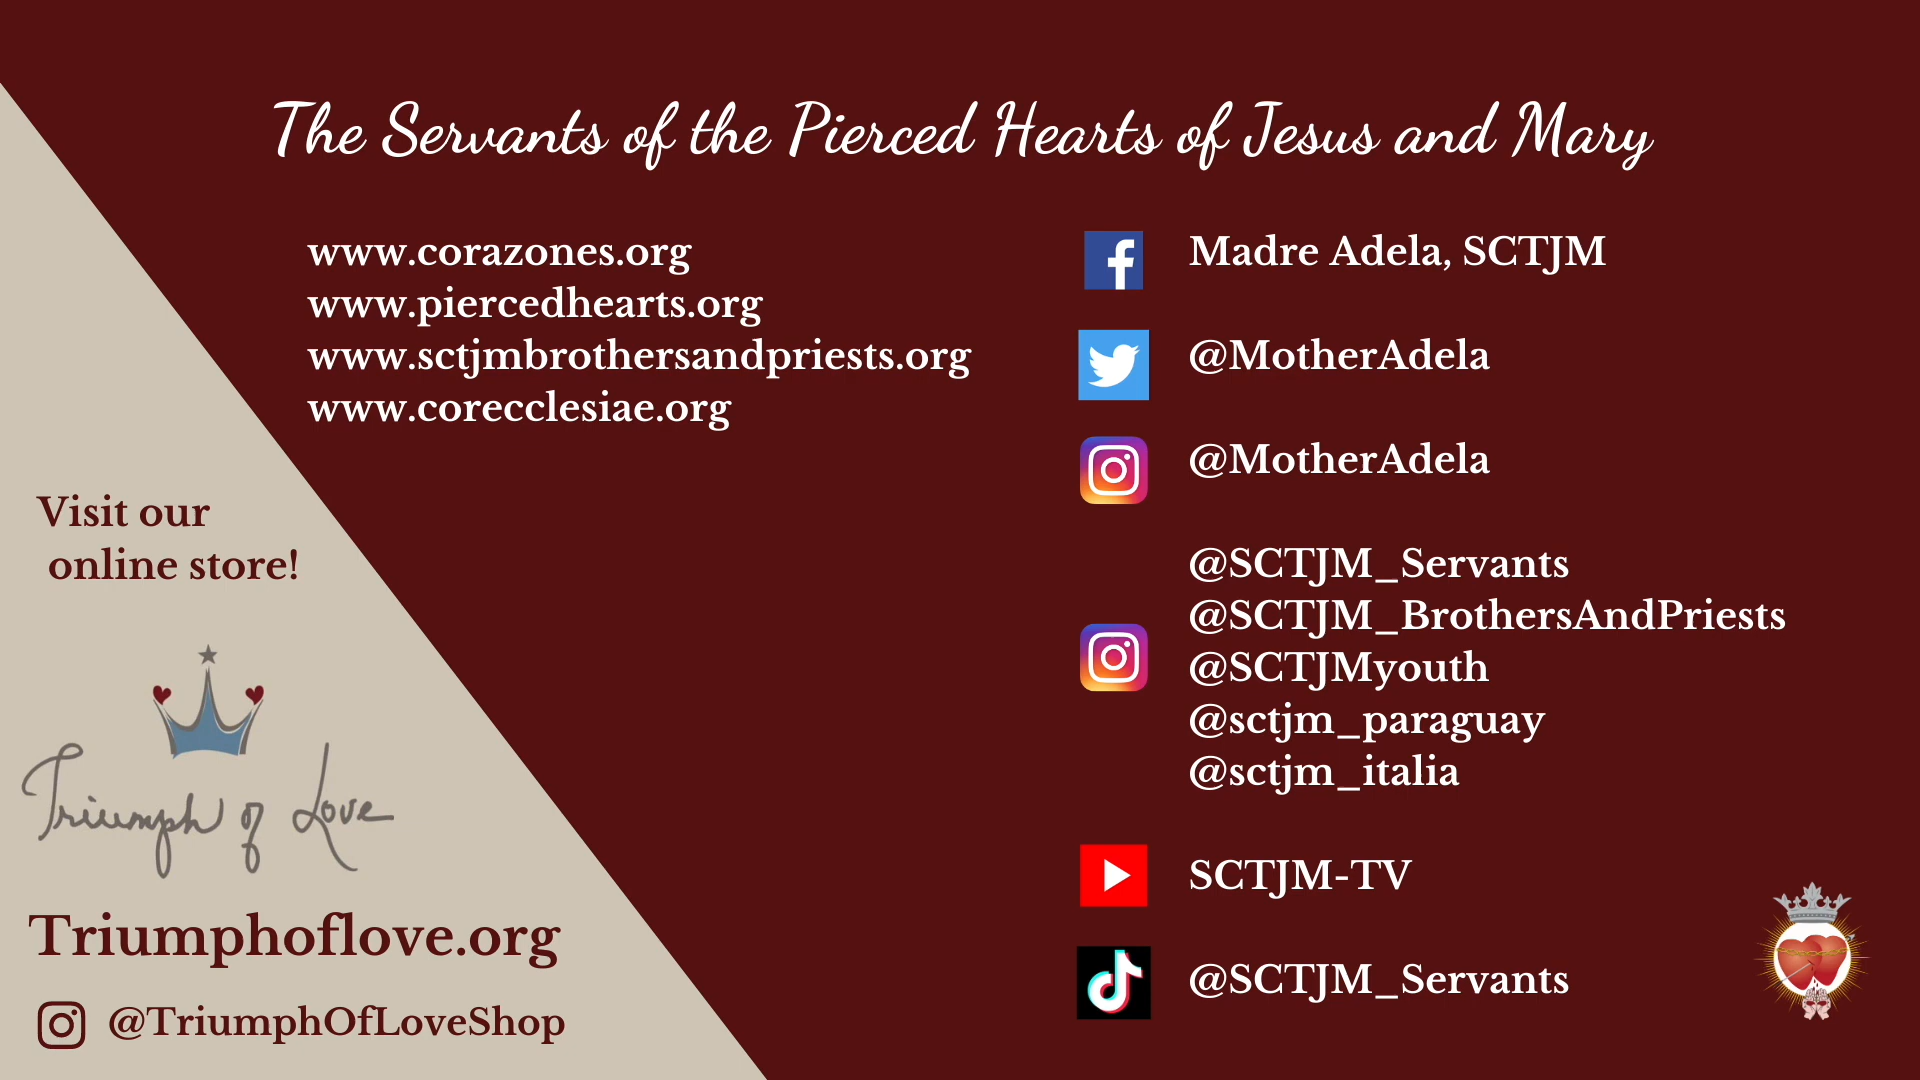 The Servants of the Pierced Hearts of Jesus and Mary
www.corazones.org
www.piercedhearts.org
www.sctjmbrothersandpriests.org
www.corecclesiae.org
Madre Adela, SCTJM
@MotherAdela
@MotherAdela
@SCTJM_Servants
@SCTJM_BrothersAndPriests
@SCTJMyouth
@sctjm_paraguay
@sctjm_italia
SCTJM-TV
@SCTJM_Servants
Visit our
online store!
Triumph of Love
Triumphoflove.org
@TriumphOfLoveShop